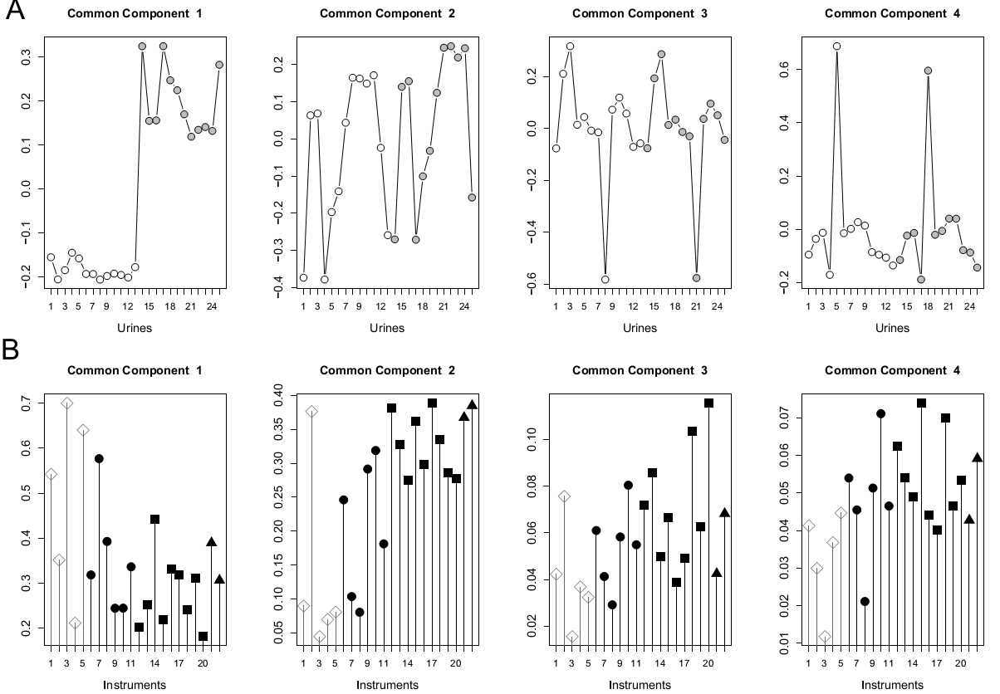 A
Common Component 1
Common Component 2
Common Component 3
Common Component 4
0.3
0.2
0.1
0.0
−0.1
−0.2
1 3 5 7 9 12 15 18 21 24
Urines
0.2
0.1
0.0
−0.1
−0.2
−0.3
−0.4
1 3 5 7 9 12 15 18 21 24
Urines
0.2
0.0
−0.2
−0.4
−0.6
1 3 5 7 9 12 15 18 21 24
Urines
0.6
0.4
0.2
0.0
−0.2
1 3 5 7 9 12 15 18 21 24
Urines
B
Common Component 1
Common Component 2
Common Component 3
Common Component 4
0.7
0.6
0.5
0.4
0.3
0.2
1 3 5 7 9 11 14 17 20
Instruments
0.40
0.35
0.30
0.25
0.20
0.15
0.10
0.05
1 3 5 7 9 11 14 17 20
Instruments
0.10
0.08
0.06
0.04
0.02
1 3 5 7 9 11 14 17 20
Instruments
0.07
0.06
0.05
0.04
0.03
0.02
0.01
1 3 5 7 9 11 14 17 20
Instruments